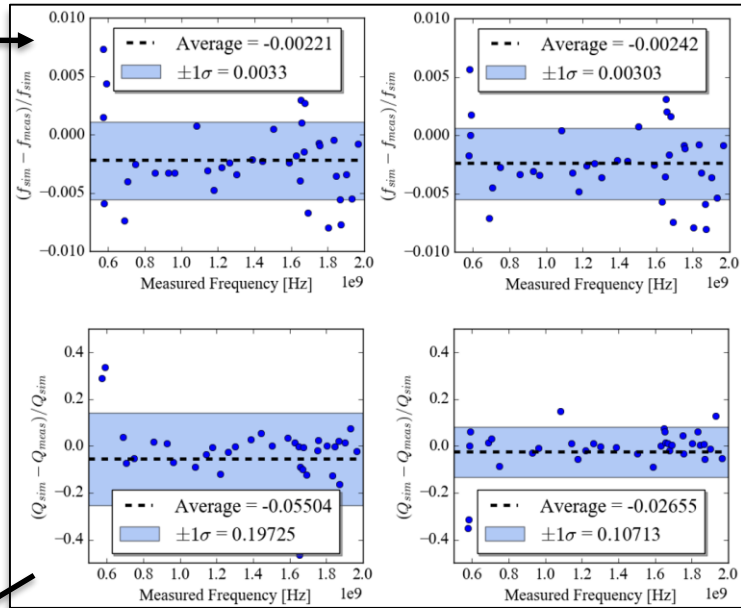 0.010
0.005
0.000
−0.005
−0.010
(f_sim − f_meas)/f_sim
Average = -0.00221
±1σ = 0.0033
0.6 0.8 1.0 1.2 1.4 1.6 1.8 2.0
Measured Frequency [Hz] 1e9
0.010
0.005
0.000
−0.005
−0.010
(f_sim − f_meas)/f_sim
Average = -0.00242
±1σ = 0.00303
0.6 0.8 1.0 1.2 1.4 1.6 1.8 2.0
Measured Frequency [Hz] 1e9
0.4
0.2
0.0
−0.2
−0.4
(Q_sim − Q_meas)/Q_sim
Average = -0.05504
±1σ = 0.19725
0.6 0.8 1.0 1.2 1.4 1.6 1.8 2.0
Measured Frequency [Hz] 1e9
0.4
0.2
0.0
−0.2
−0.4
(Q_sim − Q_meas)/Q_sim
Average = -0.02655
±1σ = 0.10713
0.6 0.8 1.0 1.2 1.4 1.6 1.8 2.0
Measured Frequency [Hz] 1e9